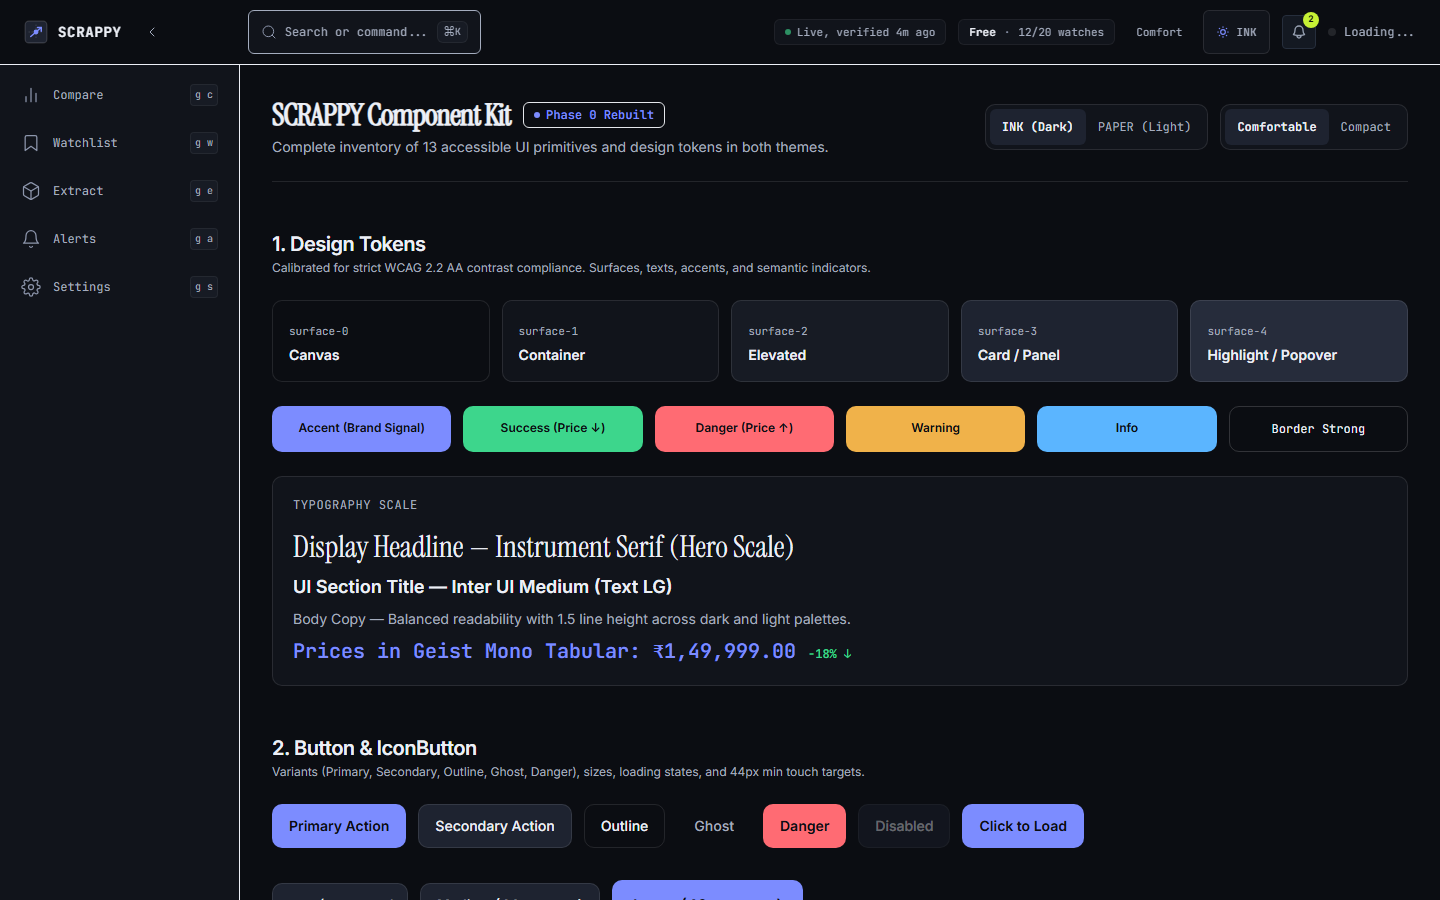 SCRAPPY
Search or command... ⌘K
Live, verified 4m ago
Free · 12/20 watches
Comfort
INK
2
Loading...
Compare g c
Watchlist g w
Extract g e
Alerts g a
Settings g s
SCRAPPY Component Kit
Phase 0 Rebuilt
Complete inventory of 13 accessible UI primitives and design tokens in both themes.
INK (Dark) PAPER (Light)
Comfortable Compact
1. Design Tokens
Calibrated for strict WCAG 2.2 AA contrast compliance. Surfaces, texts, accents, and semantic indicators.
surface-0
Canvas
surface-1
Container
surface-2
Elevated
surface-3
Card / Panel
surface-4
Highlight / Popover
Accent (Brand Signal)
Success (Price ↓)
Danger (Price ↑)
Warning
Info
Border Strong
TYPOGRAPHY SCALE
Display Headline — Instrument Serif (Hero Scale)
UI Section Title — Inter UI Medium (Text LG)
Body Copy — Balanced readability with 1.5 line height across dark and light palettes.
Prices in Geist Mono Tabular: ₹1,49,999.00 -18% ↓
2. Button & IconButton
Variants (Primary, Secondary, Outline, Ghost, Danger), sizes, loading states, and 44px min touch targets.
Primary Action
Secondary Action
Outline
Ghost
Danger
Disabled
Click to Load